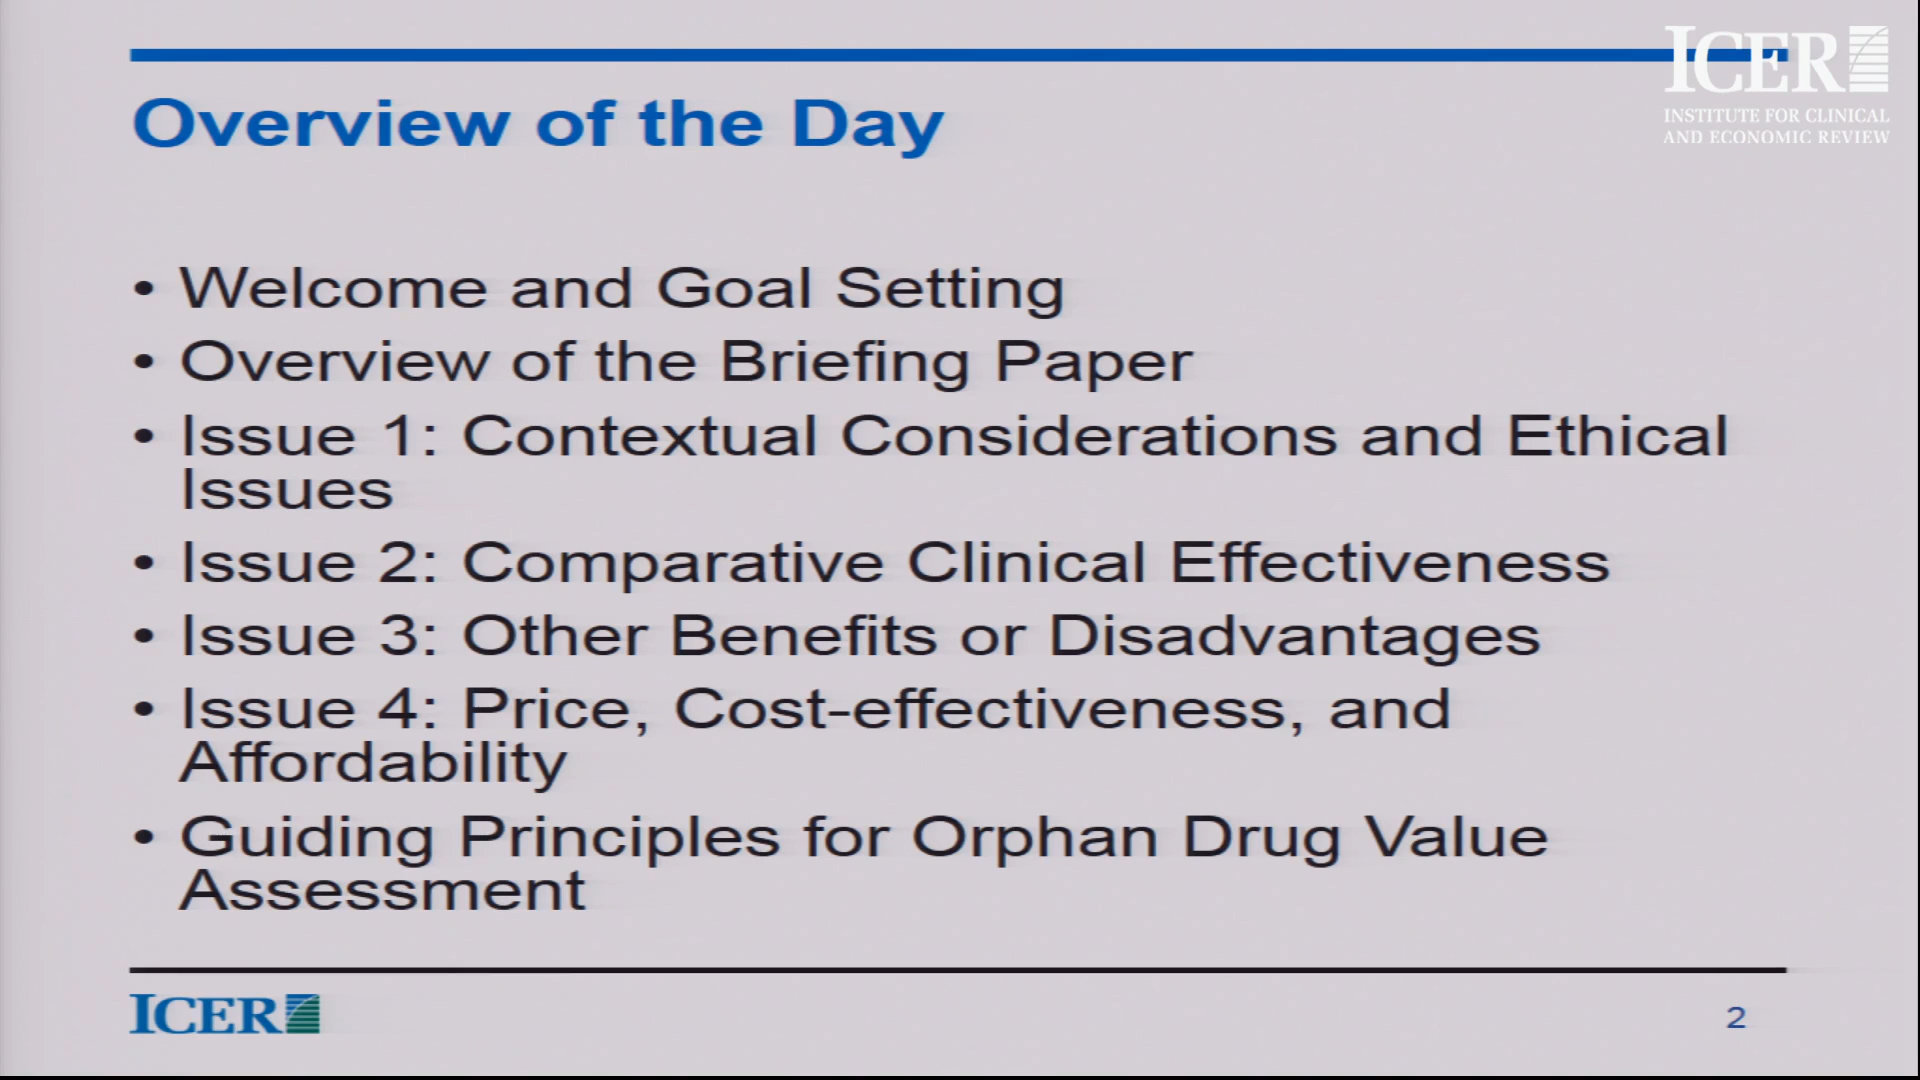 ICER
INSTITUTE FOR CLINICAL
AND ECONOMIC REVIEW
Overview of the Day
• Welcome and Goal Setting
• Overview of the Briefing Paper
• Issue 1: Contextual Considerations and Ethical
Issues
• Issue 2: Comparative Clinical Effectiveness
• Issue 3: Other Benefits or Disadvantages
• Issue 4: Price, Cost-effectiveness, and
Affordability
• Guiding Principles for Orphan Drug Value
Assessment
ICER
2